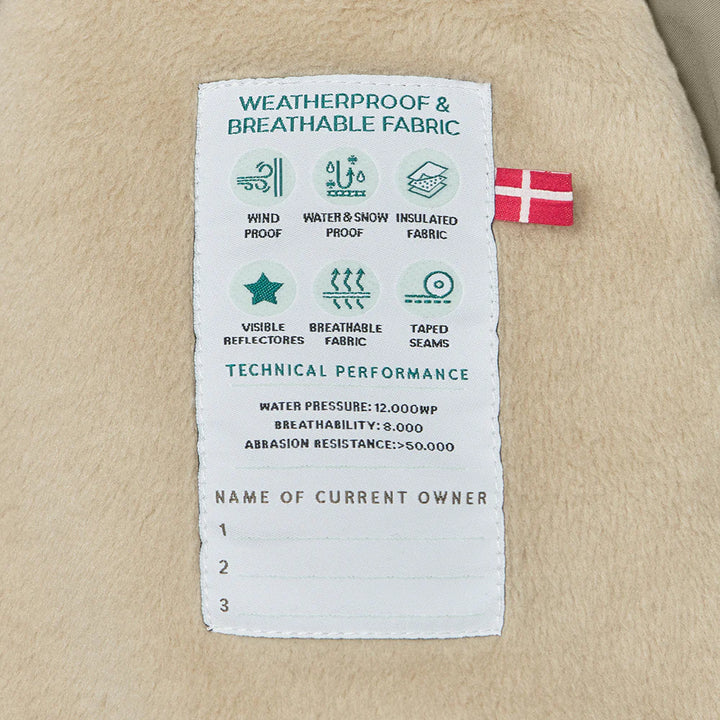 WEATHERPROOF &
BREATHABLE FABRIC
WIND
PROOF
WATER & SNOW
PROOF
INSULATED
FABRIC
VISIBLE
REFLECTORES
BREATHABLE
FABRIC
TAPED
SEAMS
TECHNICAL PERFORMANCE
WATER PRESSURE: 12.000WP
BREATHABILITY: 8.000
ABRASION RESISTANCE:>50.000
NAME OF CURRENT OWNER
1
2
3